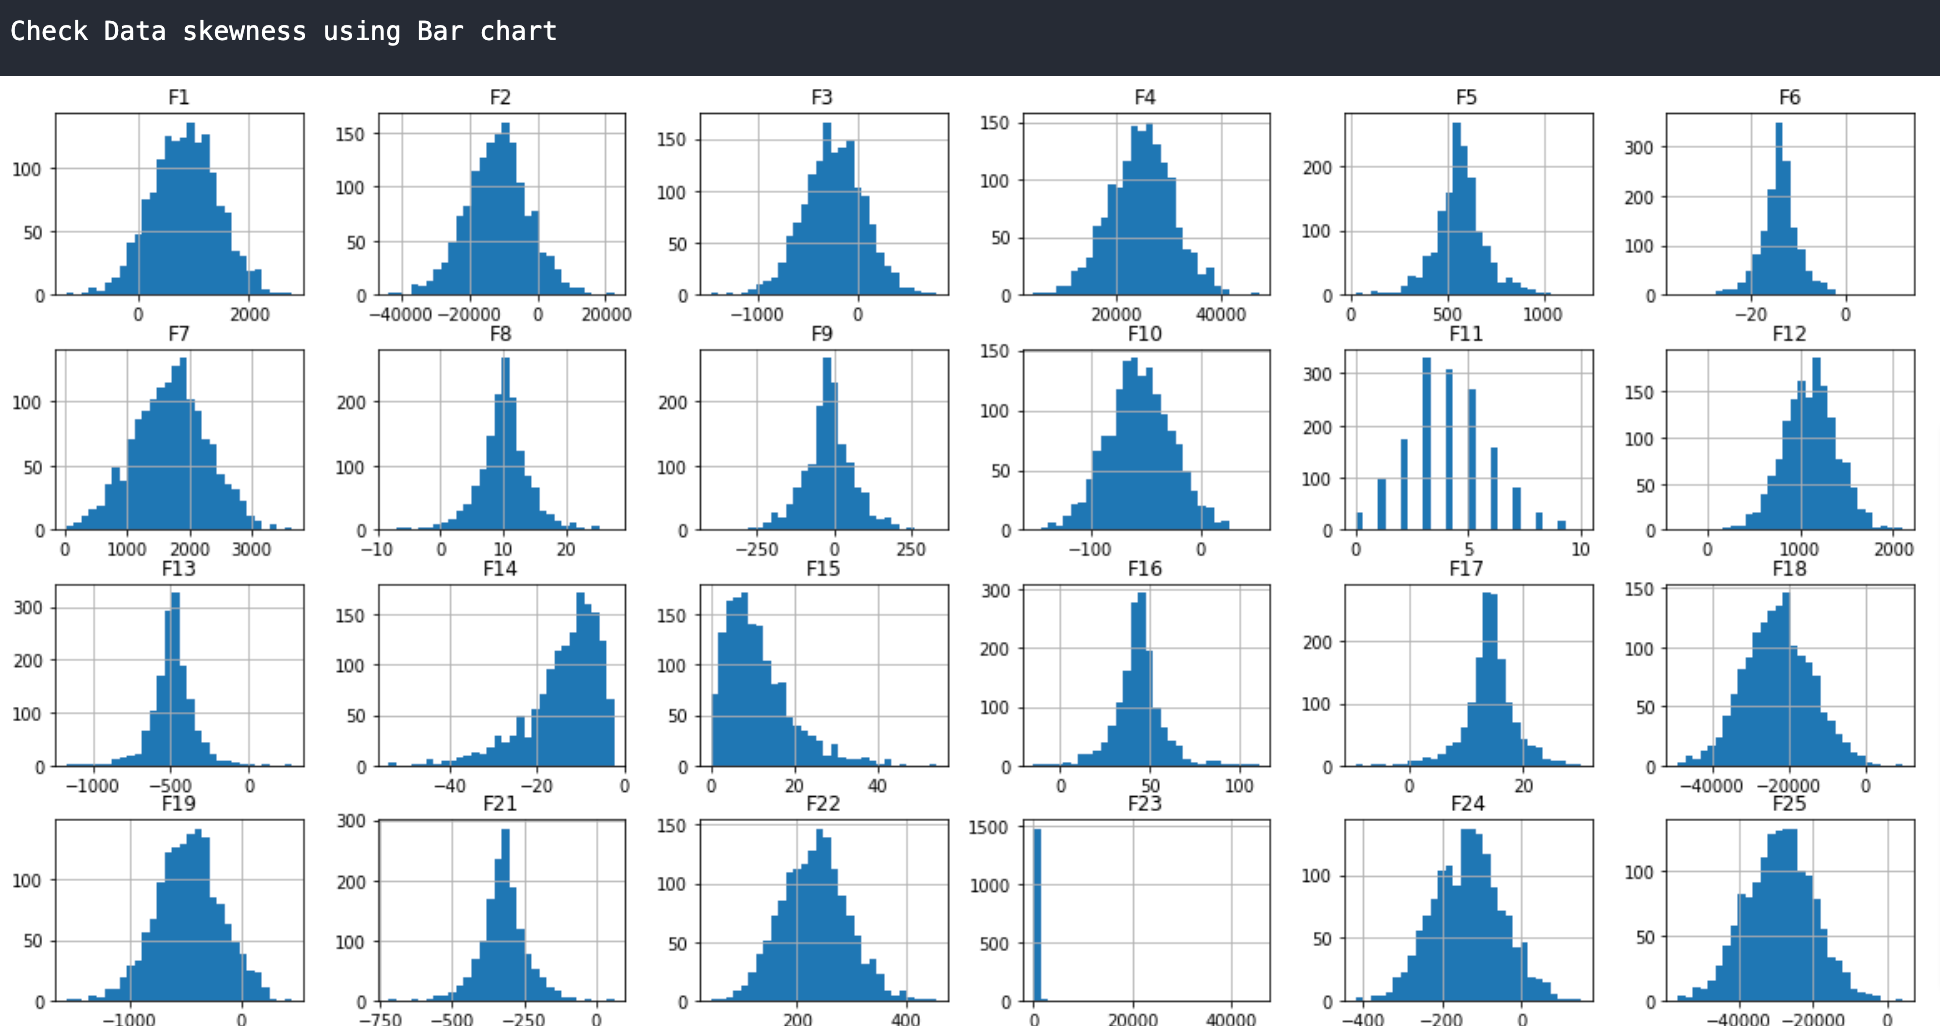 Check Data skewness using Bar chart
F1 F2 F3 F4 F5 F6
150 300
150 150
200
100 100 100 100 200
50 50 50 50 100 100
0 0 0 0 0 0
0 2000 −40000 −20000 0 20000 −1000 0 20000 40000 0 500 1000 −20 0
F7 F8 F9 F10 F11 F12
150 300
100 200 200 100 200 150
100
50 100 100 50 100 50
0 0 0 0 0 0
0 1000 2000 3000 −10 0 10 20 −250 0 250 −100 0 0 5 10 0 1000 2000
F13 F14 F15 F16 F17 F18
300 150 150 300 150
200 100 100 200 200 100
100 50 50 100 100 50
0 0 0 0 0 0
−1000 −500 0 −40 −20 0 0 20 40 0 50 100 0 20 −40000 −20000 0
F19 F21 F22 F23 F24 F25
300 150 1500
100 200 100 1000 100 100
50 100 50 500 50 50
0 0 0 0 0 0
−1000 0 −750 −500 −250 0 200 400 0 20000 40000 −400 −200 0 −40000 −20000 0